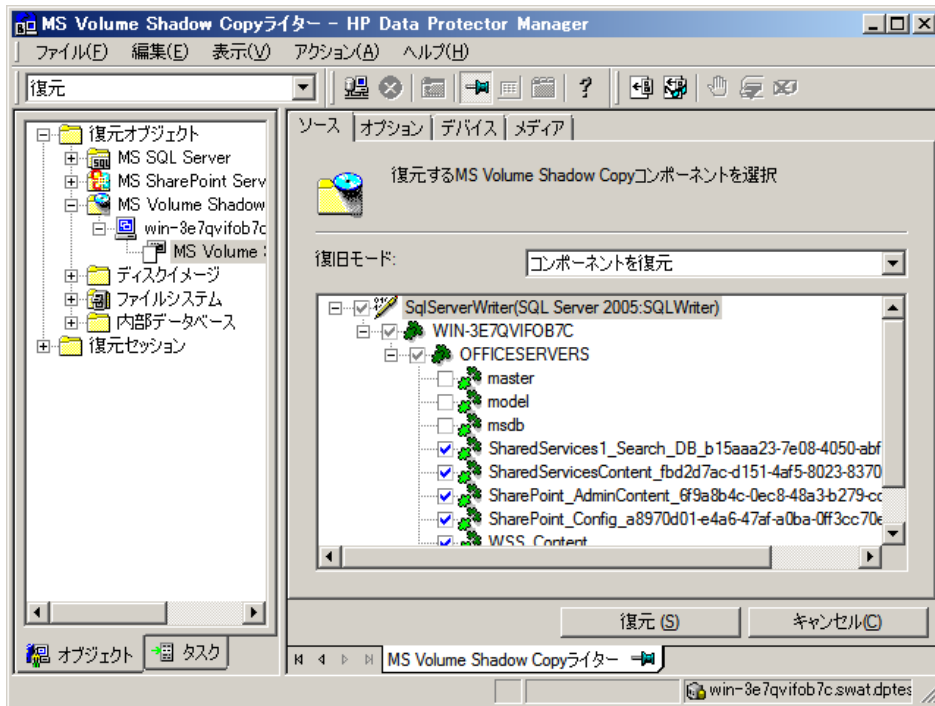 MS Volume Shadow Copyライター - HP Data Protector Manager
ファイル(F) 編集(E) 表示(V) アクション(A) ヘルプ(H)
復元
復元オブジェクト
MS SQL Server
MS SharePoint Serv
MS Volume Shadow
win-3e7qvifob7c
MS Volume
ディスクイメージ
ファイルシステム
内部データベース
復元セッション
オブジェクト タスク
ソース オプション デバイス メディア
復元するMS Volume Shadow Copyコンポーネントを選択
復旧モード:
コンポーネントを復元
SqlServerWriter(SQL Server 2005:SQLWriter)
WIN-3E7QVIFOB7C
OFFICESERVERS
master
model
msdb
SharedServices1_Search_DB_b15aaa23-7e08-4050-abf
SharedServicesContent_fbd2d7ac-d151-4af5-8023-8370
SharePoint_AdminContent_6f9a8b4c-0ec8-48a3-b279-cc
SharePoint_Config_a8970d01-e4a6-47af-a0ba-0ff3cc70e
WSS_Content
復元 (S) キャンセル(C)
MS Volume Shadow Copyライター
win-3e7qvifob7c.swat.dptes